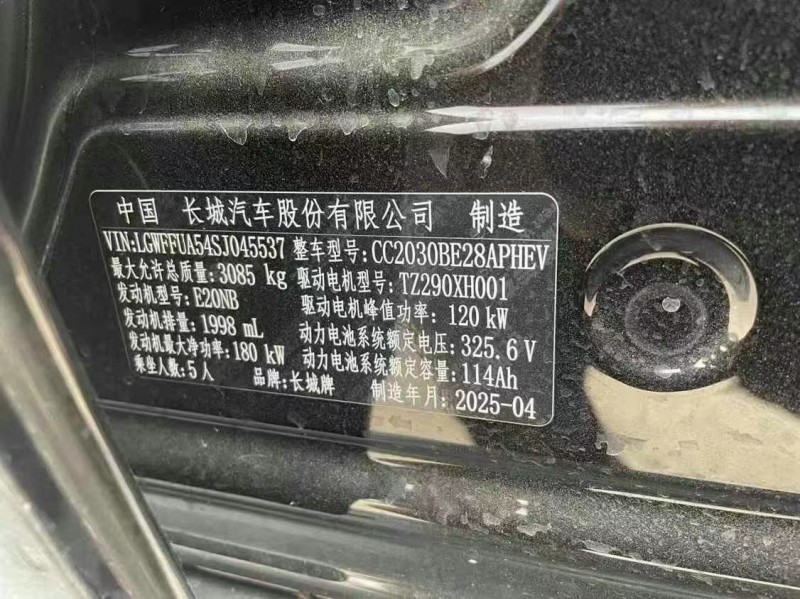 中国 长城汽车股份有限公司 制造
VIN:LGWFFUA54SJ045537 整车型号:CC2030BE28APHEV
最大允许总质量: 3085 kg 驱动电机型号:TZ290XH001
发动机型号:E20NB 驱动电机峰值功率: 120 kW
发动机排量: 1998 mL 动力电池系统额定电压: 325.6 V
发动机最大净功率: 180 kW 动力电池系统额定容量: 114Ah
乘坐人数: 5 人 品牌: 长城牌 制造年月: 2025-04